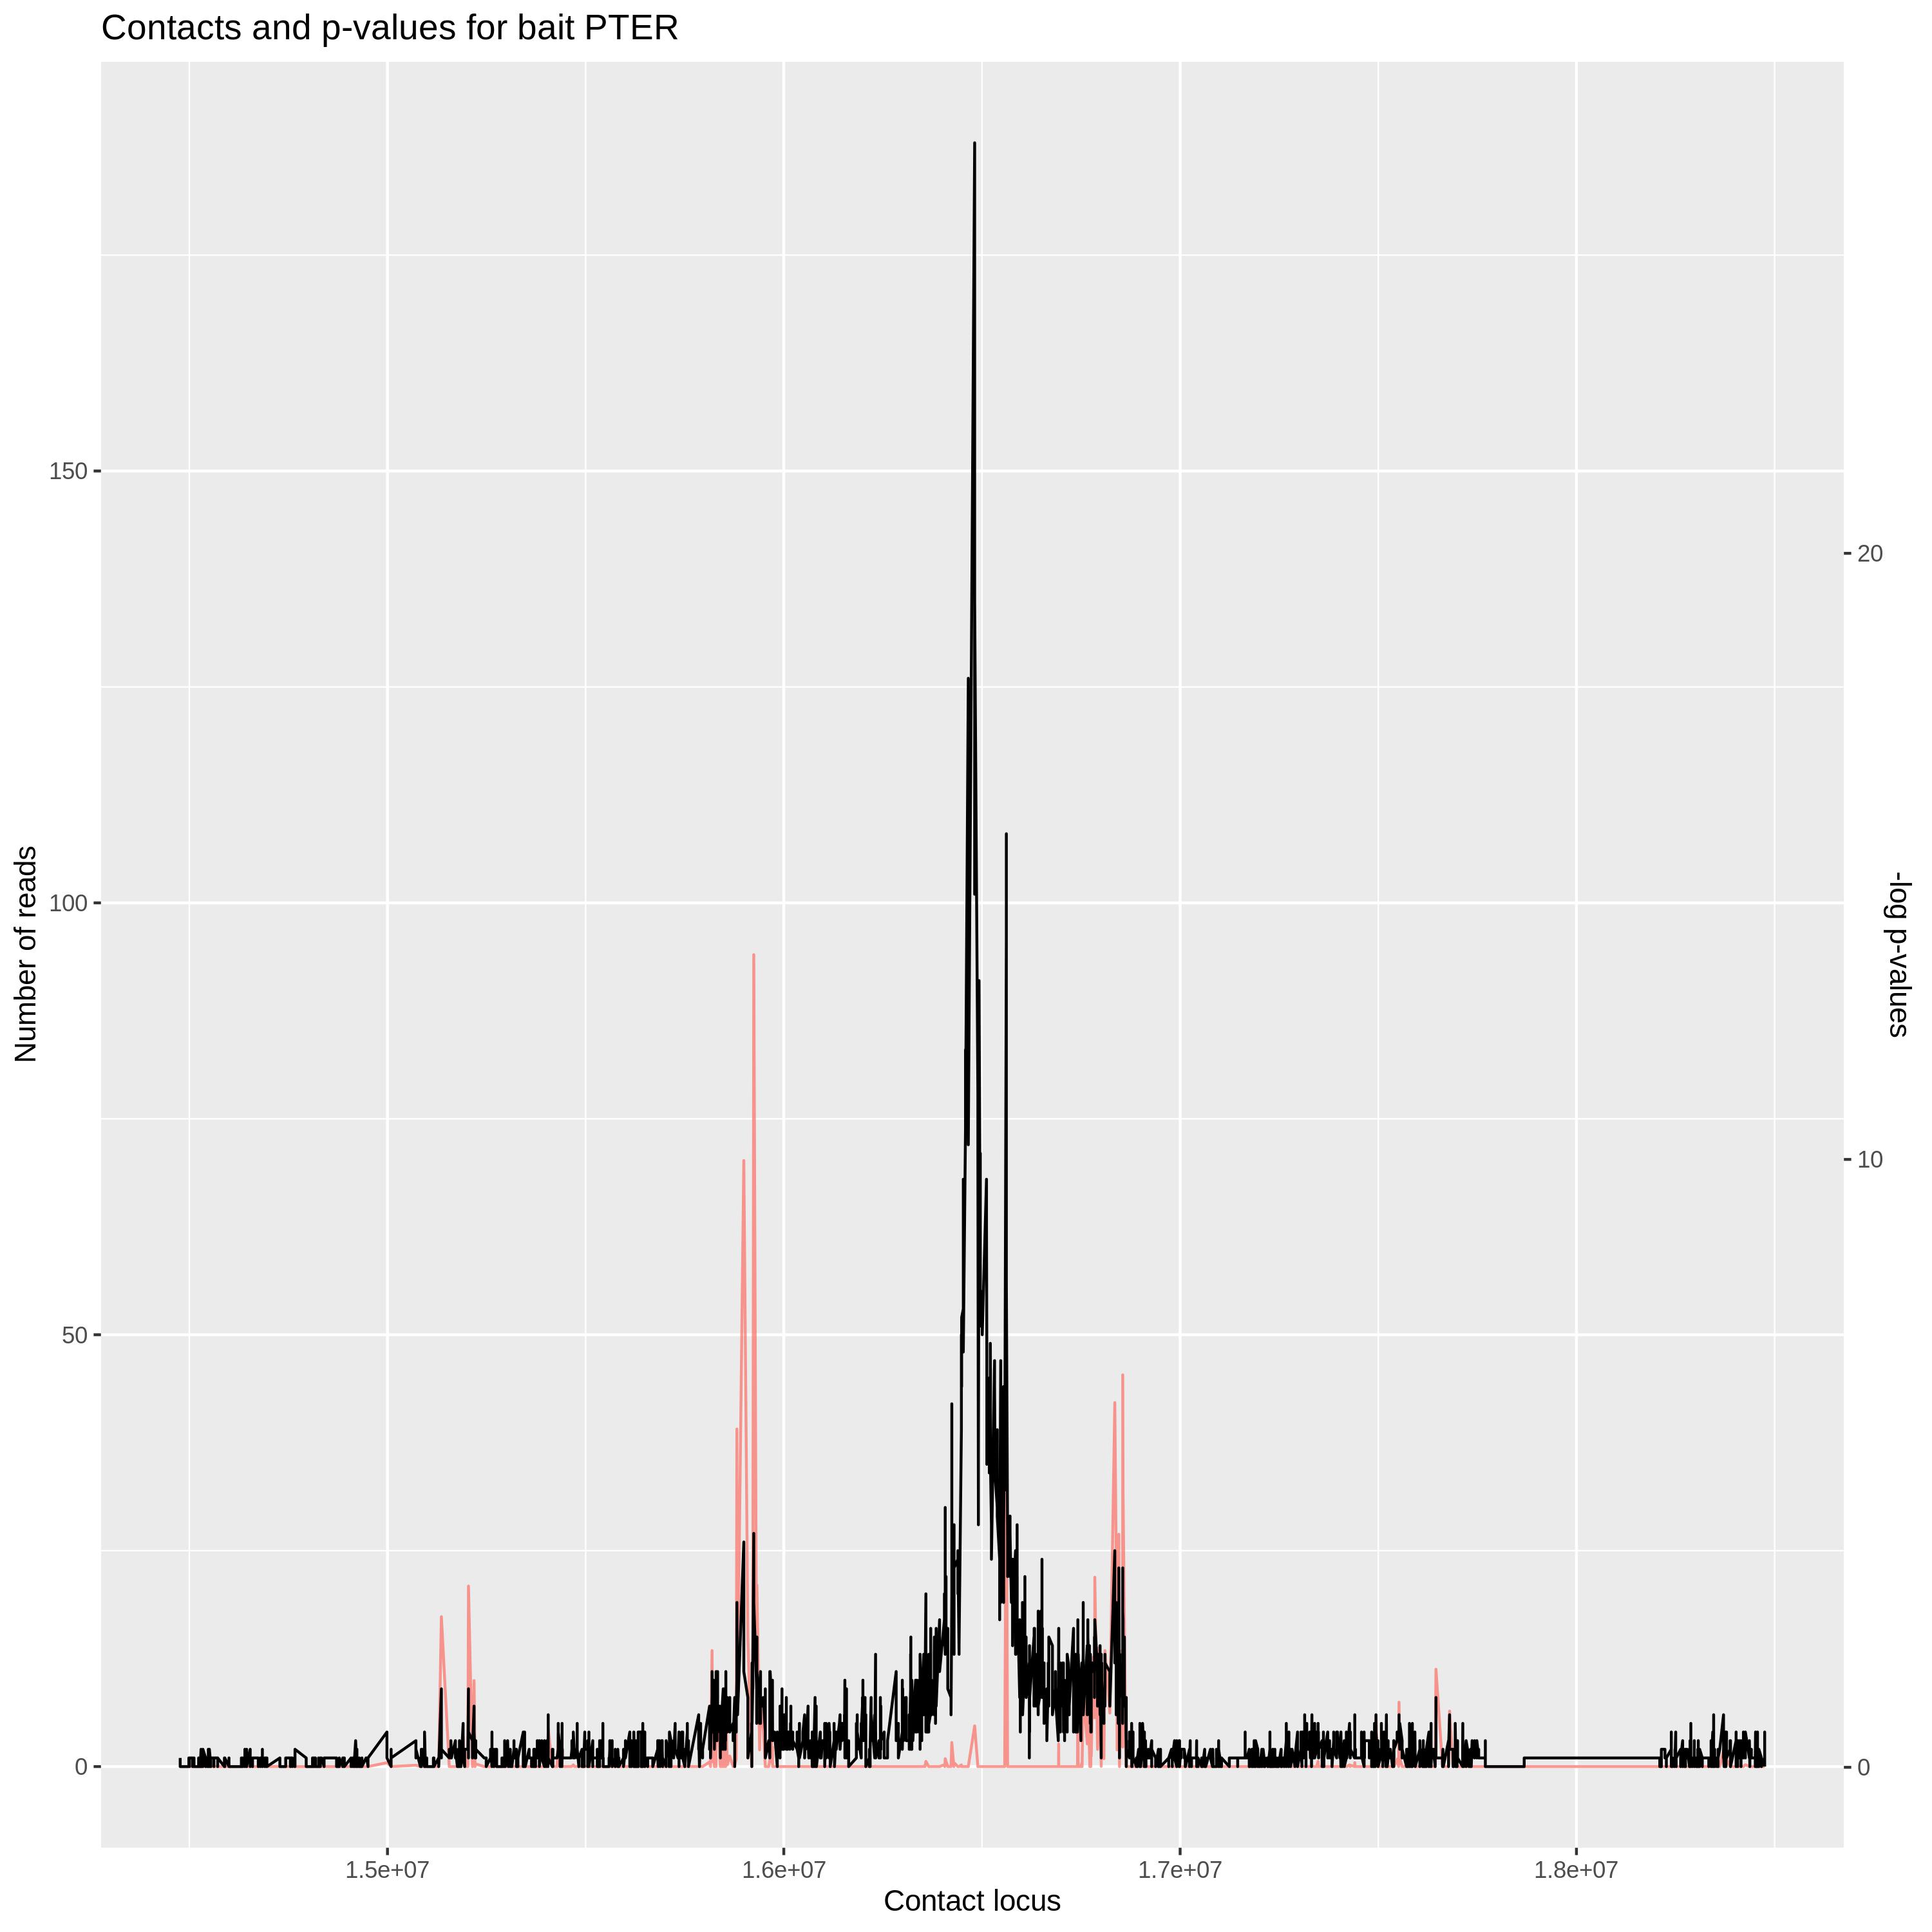 Contacts and p-values for bait PTER
Number of reads
150
100
50
0
20
10
0
-log p-values
1.5e+07
1.6e+07
1.7e+07
1.8e+07
Contact locus